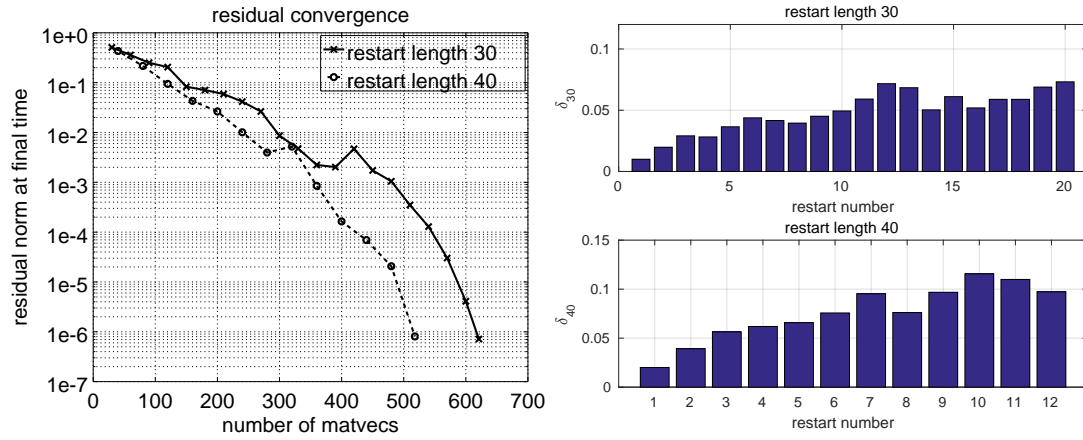 residual convergence
1e+0
1e-1
1e-2
1e-3
1e-4
1e-5
1e-6
1e-7
residual norm at final time
restart length 30
restart length 40
0 100 200 300 400 500 600 700
number of matvecs
restart length 30
0.1
0.05
0
δ30
0 5 10 15 20
restart number
restart length 40
0.15
0.1
0.05
0
δ40
1 2 3 4 5 6 7 8 9 10 11 12
restart number